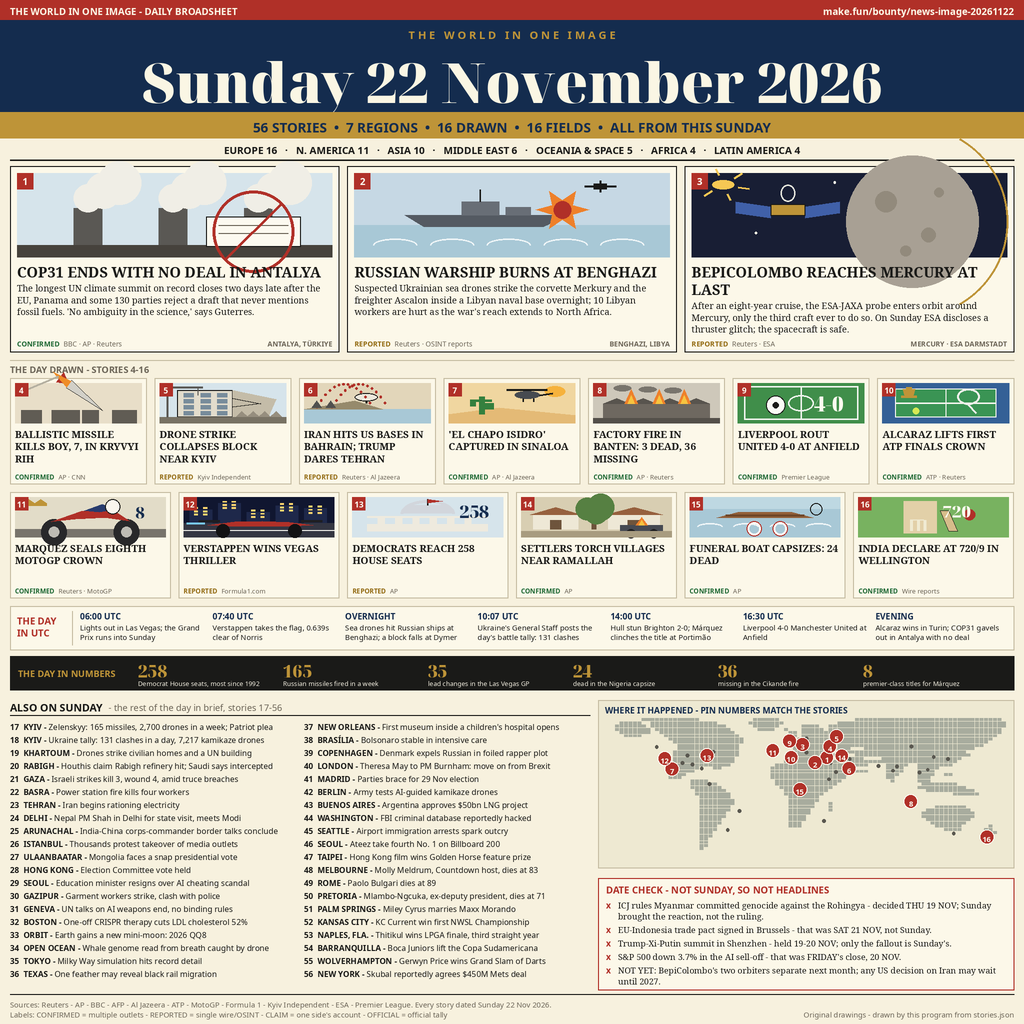 THE WORLD IN ONE IMAGE - DAILY BROADSHEET
make.fun/bounty/news-image-20261122
THE WORLD IN ONE IMAGE
Sunday 22 November 2026
56 STORIES • 7 REGIONS • 16 DRAWN • 16 FIELDS • ALL FROM THIS SUNDAY
EUROPE 16 · N. AMERICA 11 · ASIA 10 · MIDDLE EAST 6 · OCEANIA & SPACE 5 · AFRICA 4 · LATIN AMERICA 4
1
COP31 ENDS WITH NO DEAL IN ANTALYA
The longest UN climate summit on record closes two days late after the
EU, Panama and some 130 parties reject a draft that never mentions
fossil fuels. 'No ambiguity in the science,' says Guterres.
CONFIRMED BBC · AP · Reuters
ANTALYA, TÜRKIYE
2
RUSSIAN WARSHIP BURNS AT BENGHAZI
Suspected Ukrainian sea drones strike the corvette Merkury and the
freighter Ascalon inside a Libyan naval base overnight; 10 Libyan
workers are hurt as the war's reach extends to North Africa.
REPORTED Reuters · OSINT reports
BENGHAZI, LIBYA
3
BEPICOLOMBO REACHES MERCURY AT
LAST
After an eight-year cruise, the ESA-JAXA probe enters orbit around
Mercury, only the third craft ever to do so. On Sunday ESA discloses a
thruster glitch; the spacecraft is safe.
REPORTED Reuters · ESA
MERCURY · ESA DARMSTADT
THE DAY DRAWN - STORIES 4-16
4
BALLISTIC MISSILE
KILLS BOY, 7, IN KRYVYI
RIH
CONFIRMED AP · CNN
5
DRONE STRIKE
COLLAPSES BLOCK
NEAR KYIV
REPORTED Kyiv Independent
6
IRAN HITS US BASES IN
BAHRAIN; TRUMP
DARES TEHRAN
REPORTED Reuters · Al Jazeera
7
'EL CHAPO ISIDRO'
CAPTURED IN SINALOA
CONFIRMED AP · Al Jazeera
8
FACTORY FIRE IN
BANTEN: 3 DEAD, 36
MISSING
CONFIRMED AP · Reuters
9
4-0
LIVERPOOL ROUT
UNITED 4-0 AT ANFIELD
CONFIRMED Premier League
10
ALCARAZ LIFTS FIRST
ATP FINALS CROWN
CONFIRMED ATP · Reuters
11
8
MARQUEZ SEALS EIGHTH
MOTOGP CROWN
CONFIRMED Reuters · MotoGP
12
VERSTAPPEN WINS VEGAS
THRILLER
REPORTED Formula1.com
13
258
DEMOCRATS REACH 258
HOUSE SEATS
CONFIRMED AP
14
SETTLERS TORCH VILLAGES
NEAR RAMALLAH
CONFIRMED AP
15
FUNERAL BOAT CAPSIZES: 24
DEAD
CONFIRMED AP
16
m
720
INDIA DECLARE AT 720/9 IN
WELLINGTON
CONFIRMED Wire reports
THE DAY
IN UTC
06:00 UTC
Lights out in Las Vegas; the Grand
Prix runs into Sunday
07:40 UTC
Verstappen takes the flag, 0.639s
clear of Norris
OVERNIGHT
Sea drones hit Russian ships at
Benghazi; a block falls at Dymer
10:07 UTC
Ukraine's General Staff posts the
day's battle tally: 131 clashes
14:00 UTC
Hull stun Brighton 2-0; Márquez
clinches the title at Portimão
16:30 UTC
Liverpool 4-0 Manchester United at
Anfield
EVENING
Alcaraz wins in Turin; COP31 gavels
out in Antalya with no deal
THE DAY IN NUMBERS
258
Democrat House seats, most since 1992
165
Russian missiles fired in a week
35
lead changes in the Las Vegas GP
24
dead in the Nigeria capsize
36
missing in the Cikande fire
8
premier-class titles for Márquez
ALSO ON SUNDAY - the rest of the day in brief, stories 17-56
17 KYIV - Zelenskyy: 165 missiles, 2,700 drones in a week; Patriot plea
18 KYIV - Ukraine tally: 131 clashes in a day, 7,217 kamikaze drones
19 KHARTOUM - Drones strike civilian homes and a UN building
20 RABIGH - Houthis claim Rabigh refinery hit; Saudi says intercepted
21 GAZA - Israeli strikes kill 3, wound 4, amid truce breaches
22 BASRA - Power station fire kills four workers
23 TEHRAN - Iran begins rationing electricity
24 DELHI - Nepal PM Shah in Delhi for state visit, meets Modi
25 ARUNACHAL - India-China corps-commander border talks conclude
26 ISTANBUL - Thousands protest takeover of media outlets
27 ULAANBAATAR - Mongolia faces a snap presidential vote
28 HONG KONG - Election Committee vote held
29 SEOUL - Education minister resigns over AI cheating scandal
30 GAZIPUR - Garment workers strike, clash with police
31 GENEVA - UN talks on AI weapons end, no binding rules
32 BOSTON - One-off CRISPR therapy cuts LDL cholesterol 52%
33 ORBIT - Earth gains a new mini-moon: 2026 QQ8
34 OPEN OCEAN - Whale genome read from breath caught by drone
35 TOKYO - Milky Way simulation hits record detail
36 TEXAS - One feather may reveal black rail migration
37 NEW ORLEANS - First museum inside a children's hospital opens
38 BRASÍLIA - Bolsonaro stable in intensive care
39 COPENHAGEN - Denmark expels Russian in foiled rapper plot
40 LONDON - Theresa May to PM Burnham: move on from Brexit
41 MADRID - Parties brace for 29 Nov election
42 BERLIN - Army tests AI-guided kamikaze drones
43 BUENOS AIRES - Argentina approves $50bn LNG project
44 WASHINGTON - FBI criminal database reportedly hacked
45 SEATTLE - Airport immigration arrests spark outcry
46 SEOUL - Ateez take fourth No. 1 on Billboard 200
47 TAIPEI - Hong Kong film wins Golden Horse feature prize
48 MELBOURNE - Molly Meldrum, Countdown host, dies at 83
49 ROME - Paolo Bulgari dies at 89
50 PRETORIA - Mlambo-Ngcuka, ex-deputy president, dies at 71
51 PALM SPRINGS - Miley Cyrus marries Maxx Morando
52 KANSAS CITY - KC Current win first NWSL Championship
53 NAPLES, FLA. - Thitikul wins LPGA finale, third straight year
54 BARRANQUILLA - Boca Juniors lift the Copa Sudamericana
55 WOLVERHAMPTON - Gerwyn Price wins Grand Slam of Darts
56 NEW YORK - Skubal reportedly agrees $450M Mets deal
WHERE IT HAPPENED - PIN NUMBERS MATCH THE STORIES
5
9
3
4
11
12
13
10
2
1
14
7
6
15
8
16
DATE CHECK - NOT SUNDAY, SO NOT HEADLINES
x ICJ rules Myanmar committed genocide against the Rohingya - decided THU 19 NOV; Sunday
brought the reaction, not the ruling.
x EU-Indonesia trade pact signed in Brussels - that was SAT 21 NOV, not Sunday.
x Trump-Xi-Putin summit in Shenzhen - held 19-20 NOV; only the fallout is Sunday's.
x S&P 500 down 3.7% in the AI sell-off - that was FRIDAY's close, 20 NOV.
x NOT YET: BepiColombo's two orbiters separate next month; any US decision on Iran may wait
until 2027.
Sources: Reuters - AP - BBC - AFP - Al Jazeera - ATP - MotoGP - Formula 1 - Kyiv Independent - ESA - Premier League. Every story dated Sunday 22 Nov 2026.
Labels: CONFIRMED = multiple outlets - REPORTED = single wire/OSINT - CLAIM = one side's account - OFFICIAL = official tally
Original drawings - drawn by this program from stories.json